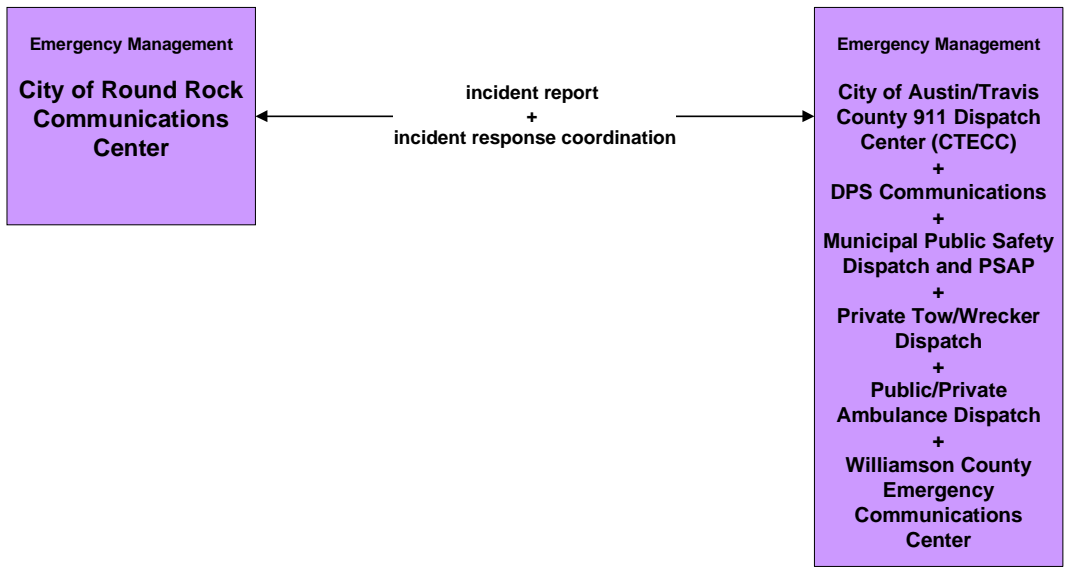 Emergency Management
City of Round Rock
Communications
Center
incident report
+
incident response coordination
Emergency Management
City of Austin/Travis
County 911 Dispatch
Center (CTECC)
+
DPS Communications
+
Municipal Public Safety
Dispatch and PSAP
+
Private Tow/Wrecker
Dispatch
+
Public/Private
Ambulance Dispatch
+
Williamson County
Emergency
Communications
Center